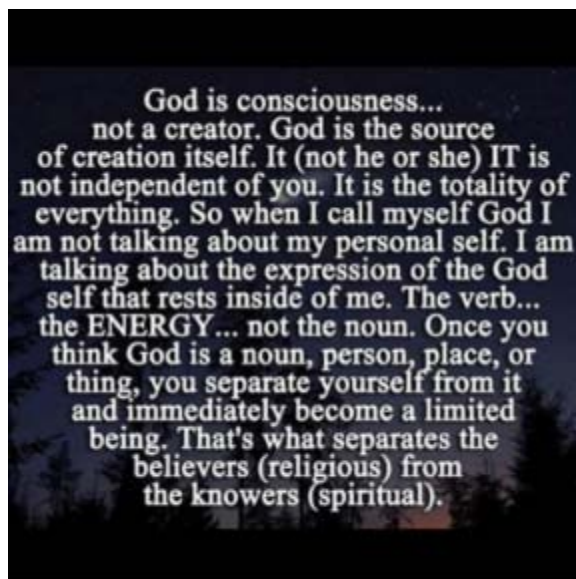 God is consciousness...
not a creator. God is the source
of creation itself. It (not he or she) IT is
not independent of you. It is the totality of
everything. So when I call myself God I
am not talking about my personal self. I am
talking about the expression of the God
self that rests inside of me. The verb...
the ENERGY... not the noun. Once you
think God is a noun, person, place, or
thing, you separate yourself from it
and immediately become a limited
being. That's what separates the
believers (religious) from
the knowers (spiritual).